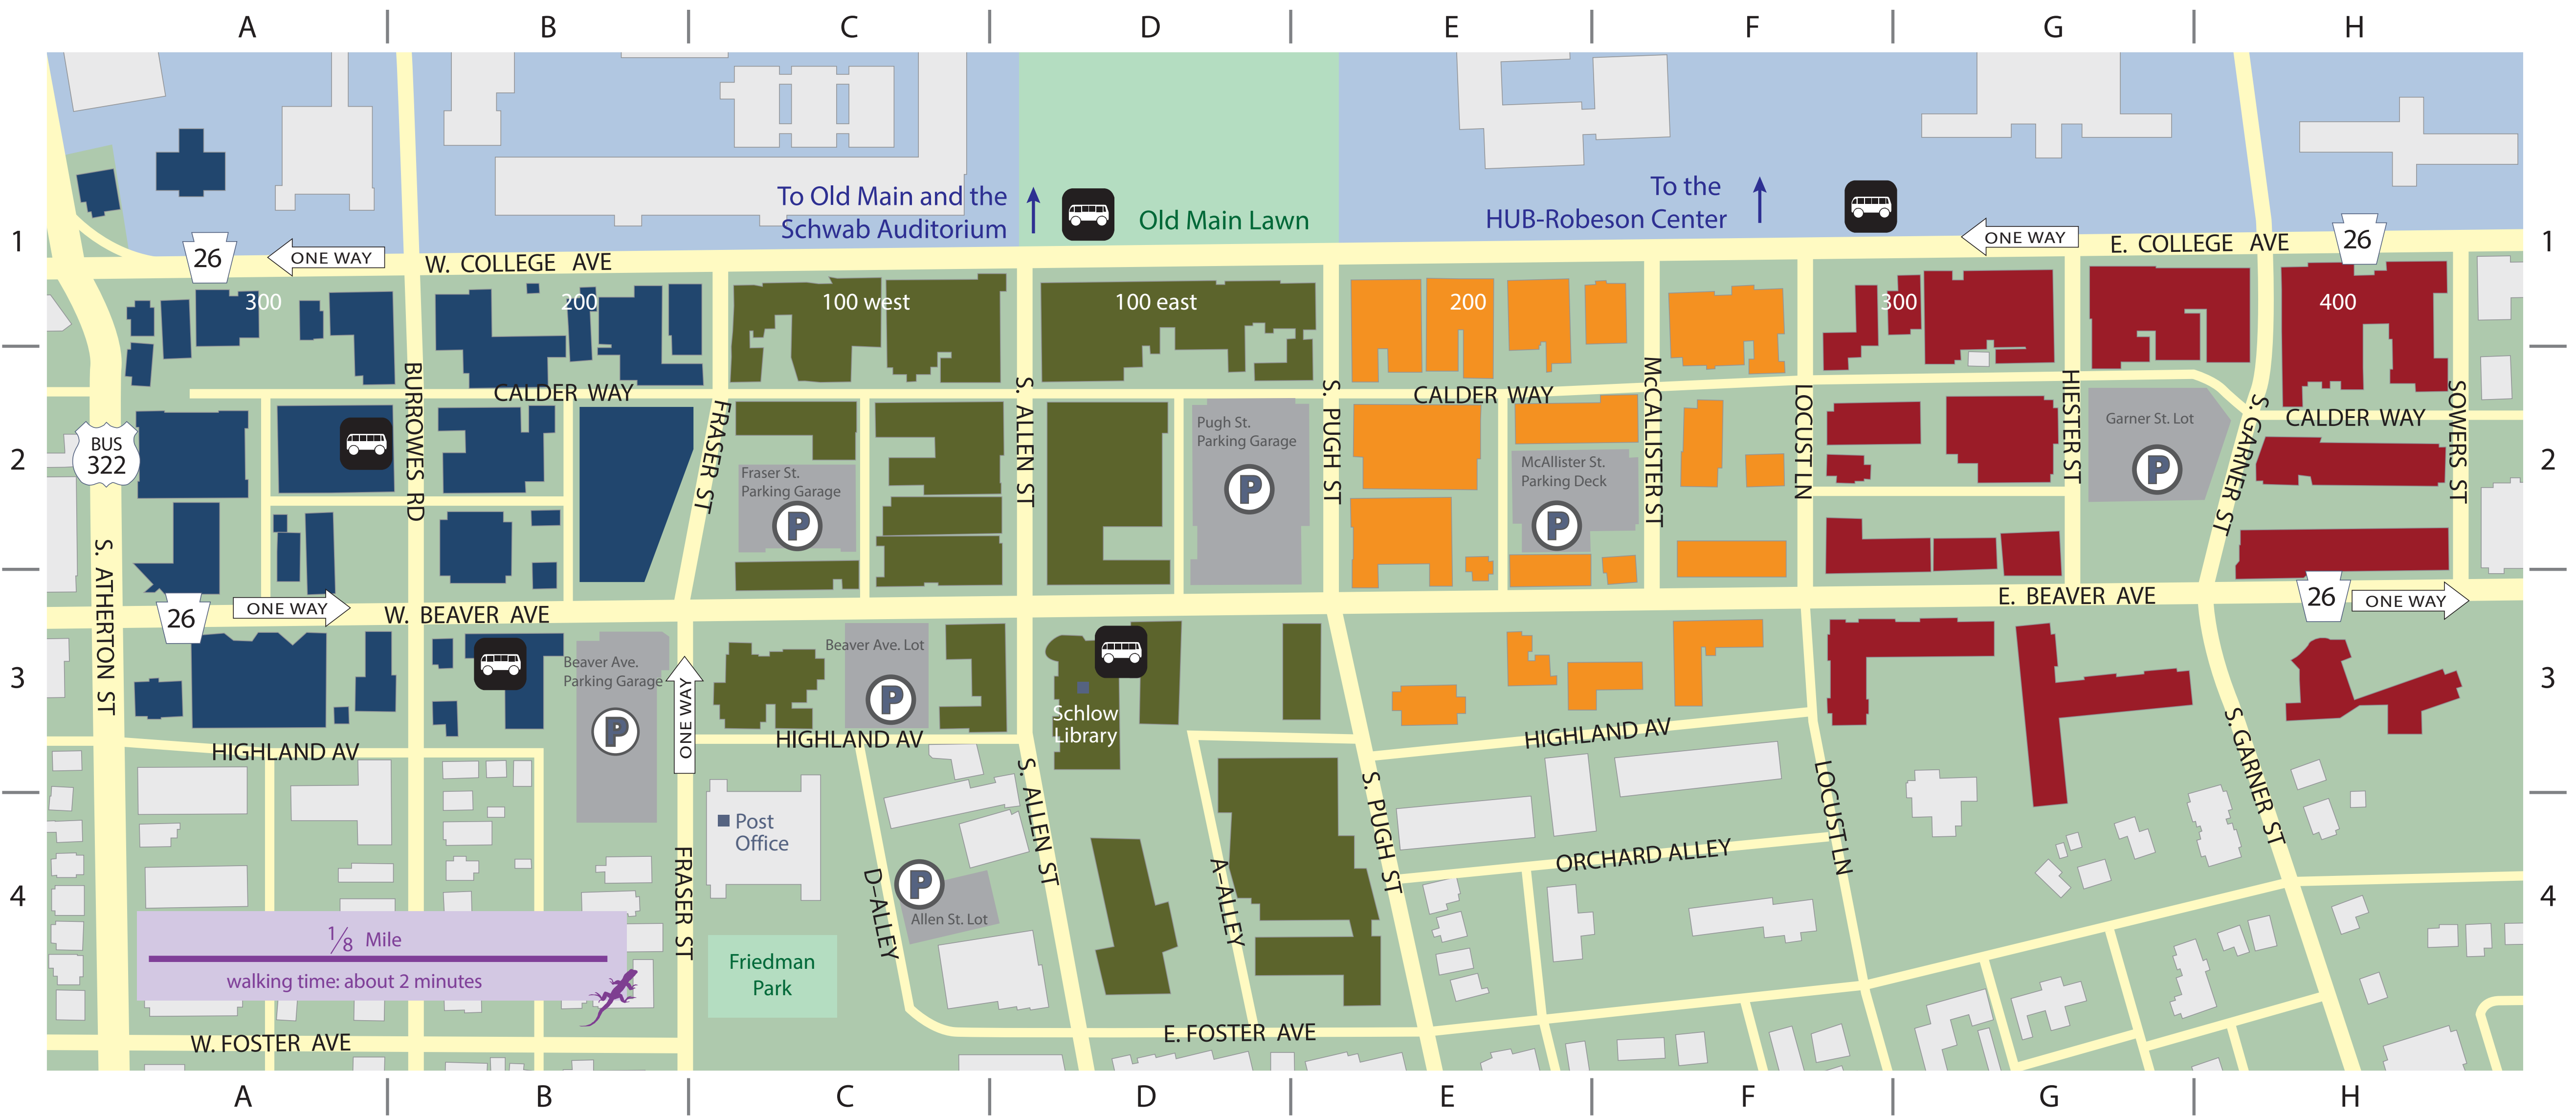 A B C D E F G H
To Old Main and the
Schwab Auditorium
Old Main Lawn
To the
HUB-Robeson Center
1
1
26
ONE WAY
W. COLLEGE AVE
ONE WAY
E. COLLEGE AVE
26
300
200
100 west
100 east
200
300
400
CALDER WAY
CALDER WAY
CALDER WAY
BURROWES RD
FRASER ST
S. ALLEN ST
S. PUGH ST
McCALLISTER ST
LOCUST LN
HIESTER ST
S. GARNER ST
SOWERS ST
2
2
BUS
322
Fraser St.
Parking Garage
P
Pugh St.
Parking Garage
P
McAllister St.
Parking Deck
P
Garner St. Lot
P
S. ATHERTON ST
26
ONE WAY
W. BEAVER AVE
E. BEAVER AVE
26
ONE WAY
3
3
Beaver Ave.
Parking Garage
P
ONE WAY
Beaver Ave. Lot
P
Schlow
Library
HIGHLAND AV
HIGHLAND AV
HIGHLAND AV
S. ALLEN ST
S. PUGH ST
LOCUST LN
S. GARNER ST
Post
Office
ORCHARD ALLEY
4
4
FRASER ST
D–ALLEY
A–ALLEY
P
Allen St. Lot
1/8 Mile
walking time: about 2 minutes
Friedman
Park
W. FOSTER AVE
E. FOSTER AVE
A B C D E F G H